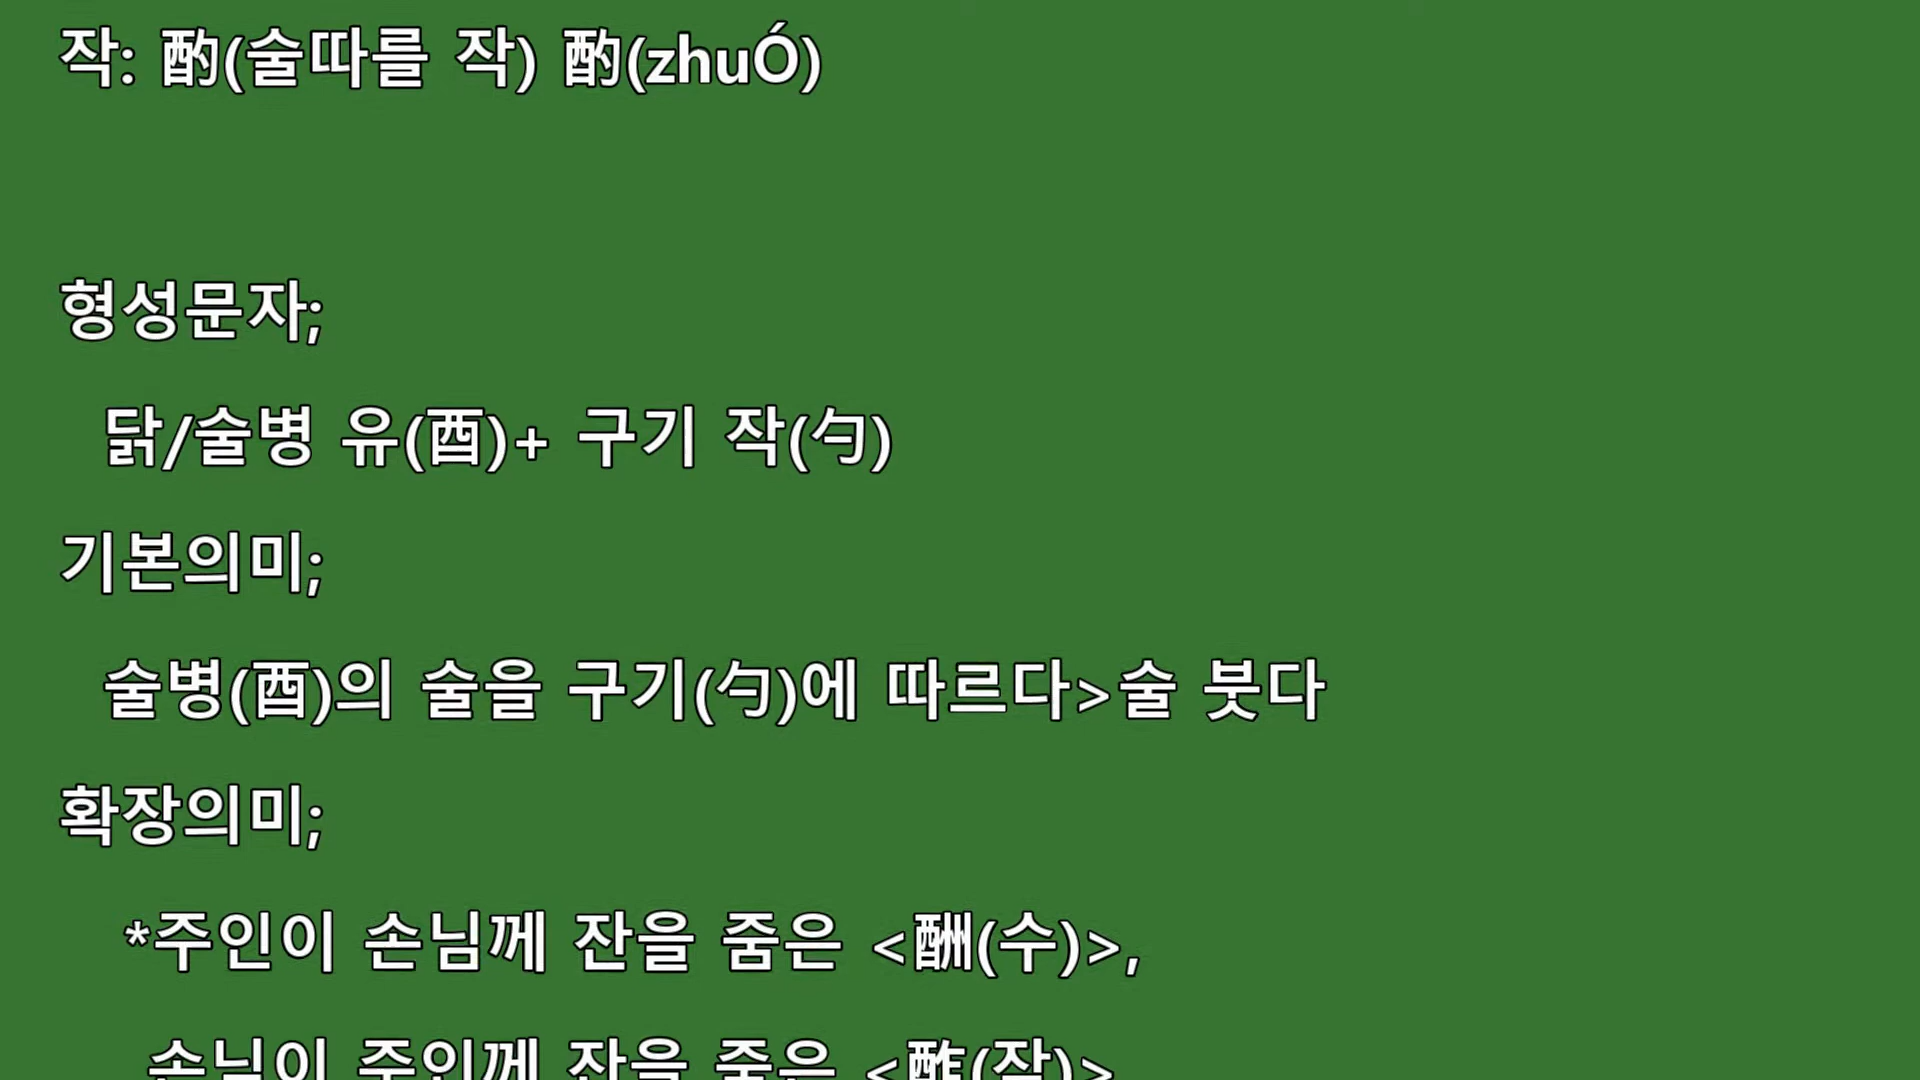 작: 酌(술따를 작) 酌(zhuÓ)
형성문자;
닭/술병 유(酉)+ 구기 작(勺)
기본의미;
술병(酉)의 술을 구기(勺)에 따르다>술 붓다
확장의미;
*주인이 손님께 잔을 줌은 <酬(수)>,
손님이 주인께 잔을 줌은 <酢(작)>